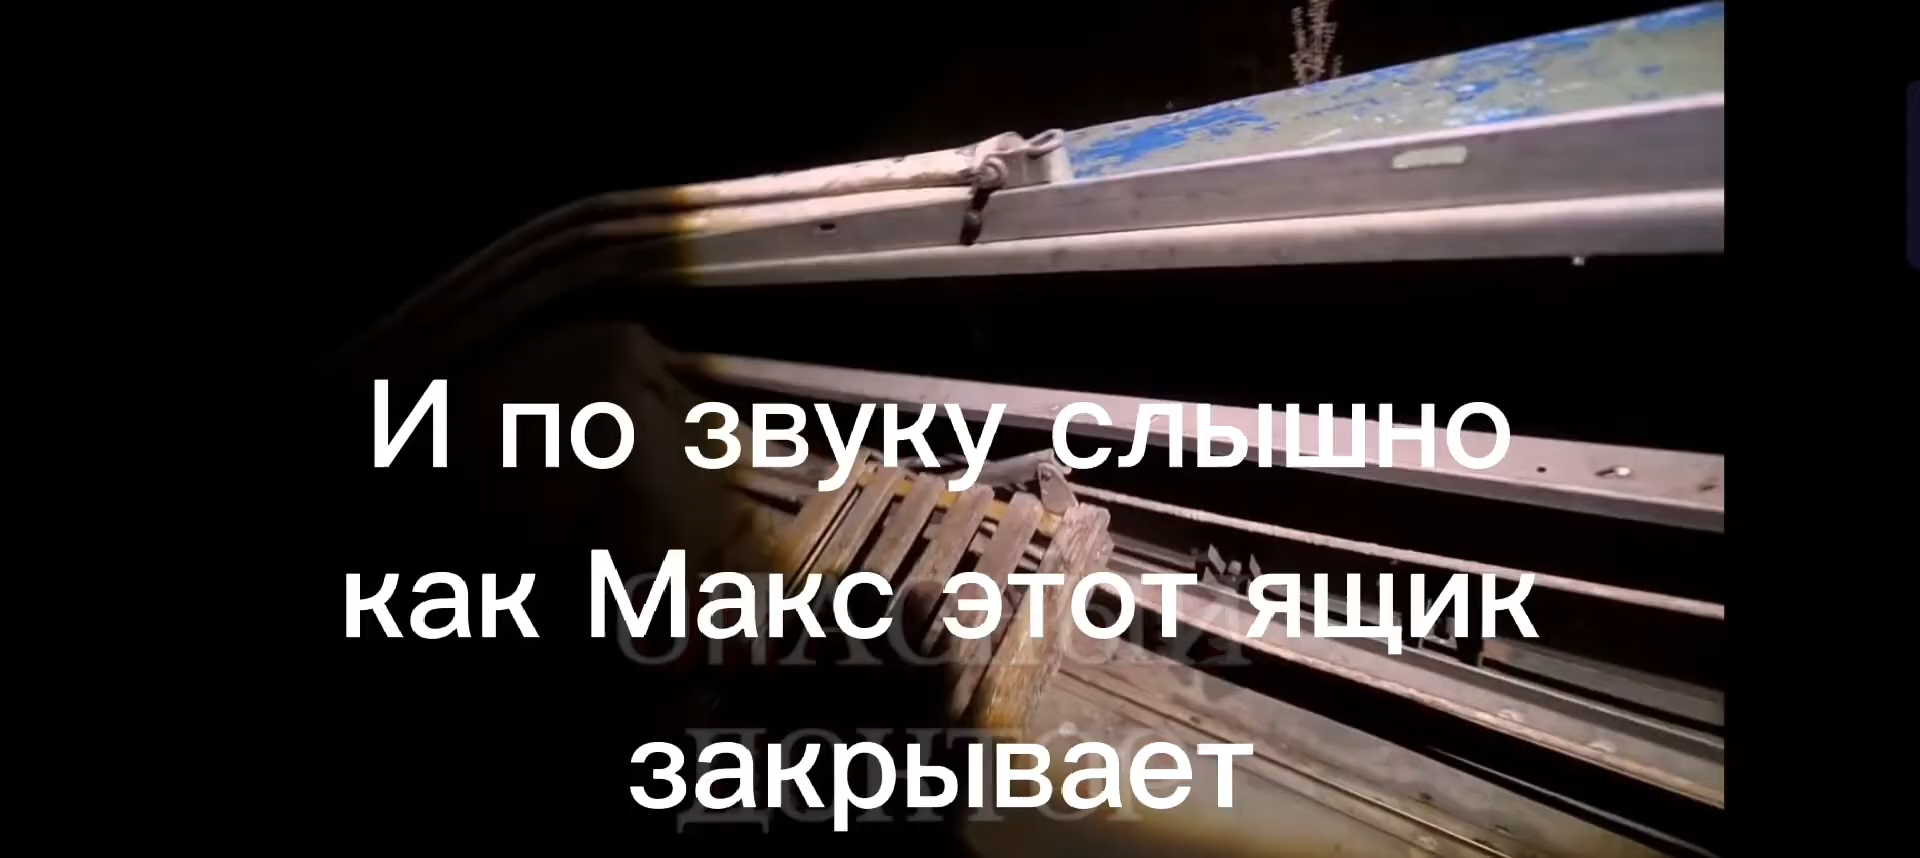 И по звуку слышно
как Макс этот ящик
закрывает